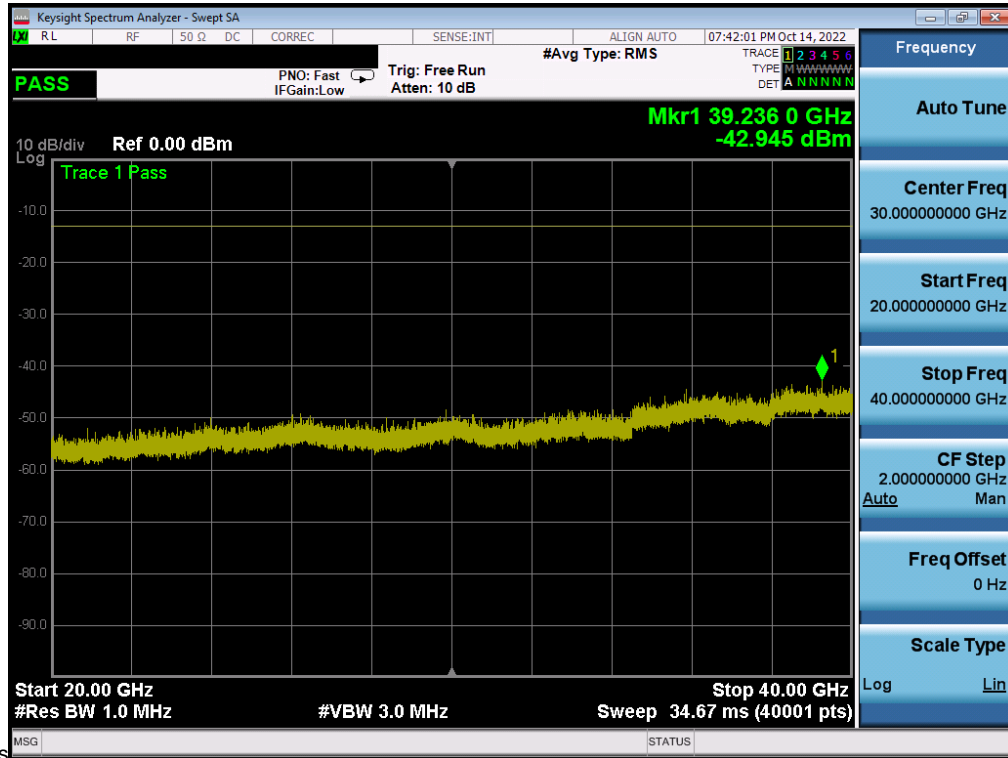 Keysight Spectrum Analyzer - Swept SA
LXI RL RF 50 Ω DC CORREC SENSE:INT ALIGN AUTO 07:42:01 PM Oct 14, 2022
PASS
PNO: Fast
IFGain:Low
Trig: Free Run
Atten: 10 dB
#Avg Type: RMS
TRACE 1 2 3 4 5 6
TYPE M W W W W W
DET A N N N N N
Mkr1 39.236 0 GHz
-42.945 dBm
10 dB/div Ref 0.00 dBm
Log
Trace 1 Pass
-10.0
-20.0
-30.0
-40.0
-50.0
-60.0
-70.0
-80.0
-90.0
1
Start 20.00 GHz Stop 40.00 GHz
#Res BW 1.0 MHz #VBW 3.0 MHz Sweep 34.67 ms (40001 pts)
s MSG STATUS
Frequency
Auto Tune
Center Freq
30.000000000 GHz
Start Freq
20.000000000 GHz
Stop Freq
40.000000000 GHz
CF Step
2.000000000 GHz
Auto Man
Freq Offset
0 Hz
Scale Type
Log Lin